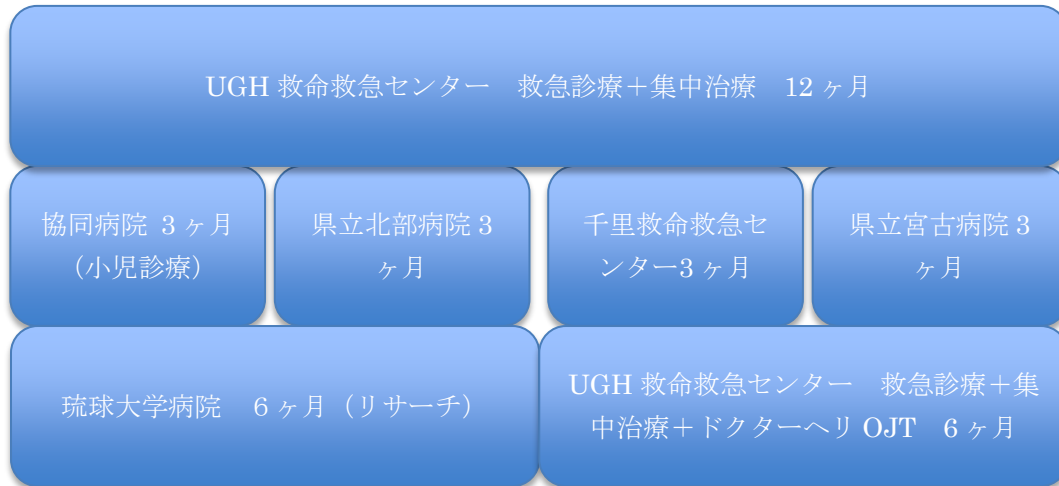 UGH 救命救急センター　救急診療＋集中治療　12 ヶ月
協同病院 3 ヶ月
（小児診療）
県立北部病院 3
ヶ月
千里救命救急セ
ンター3 ヶ月
県立宮古病院 3
ヶ月
琉球大学病院　6 ヶ月（リサーチ）
UGH 救命救急センター　救急診療＋集
中治療＋ドクターヘリ OJT　6 ヶ月